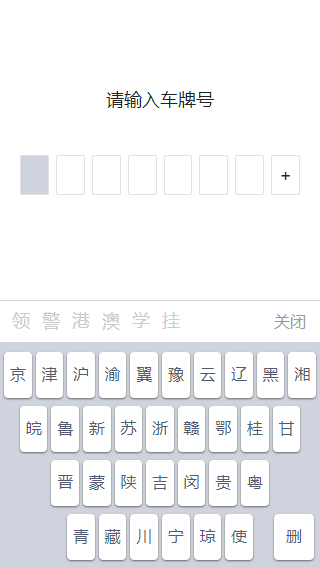 请输入车牌号
+
领 警 港 澳 学 挂 关闭
京 津 沪 渝 翼 豫 云 辽 黑 湘
皖 鲁 新 苏 浙 赣 鄂 桂 甘
晋 蒙 陕 吉 闵 贵 粤
青 藏 川 宁 琼 使 删